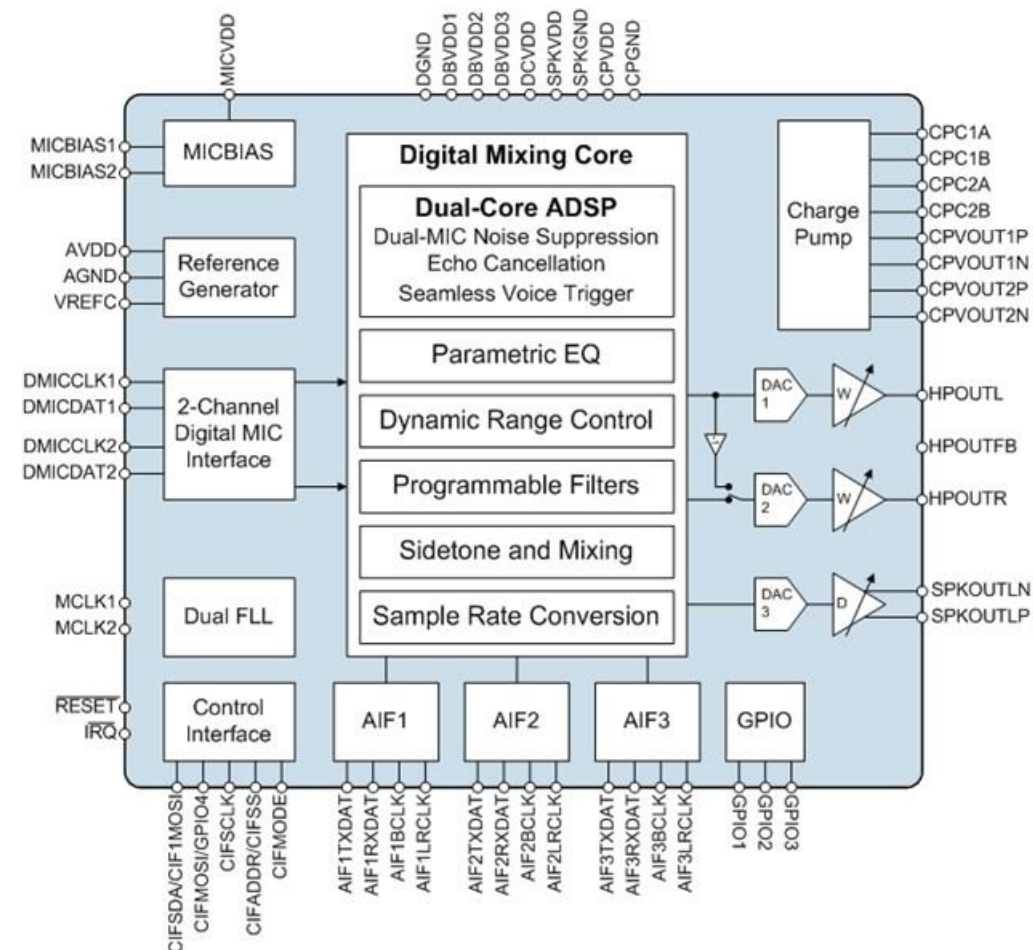 MICVDD
DGND
DBVDD1
DBVDD2
DBVDD3
DCVDD
SPKVDD
SPKGND
CPVDD
CPGND
MICBIAS1
MICBIAS2
MICBIAS
AVDD
AGND
VREFC
Reference
Generator
DMICCLK1
DMICDAT1
DMICCLK2
DMICDAT2
2-Channel
Digital MIC
Interface
MCLK1
MCLK2
Dual FLL
RESET
IRQ
Control
Interface
Digital Mixing Core
Dual-Core ADSP
Dual-MIC Noise Suppression
Echo Cancellation
Seamless Voice Trigger
Parametric EQ
Dynamic Range Control
Programmable Filters
Sidetone and Mixing
Sample Rate Conversion
Charge
Pump
CPC1A
CPC1B
CPC2A
CPC2B
CPVOUT1P
CPVOUT1N
CPVOUT2P
CPVOUT2N
DAC
1
W
HPOUTL
HPOUTFB
DAC
2
W
HPOUTR
DAC
3
D
SPKOUTLN
SPKOUTLP
AIF1
AIF2
AIF3
GPIO
CIFSDA/CIF1MOSI
CIFMOSI/GPIO4
CIFSCLK
CIFADDR/CIFSS
CIFMODE
AIF1TXDAT
AIF1RXDAT
AIF1BCLK
AIF1LRCLK
AIF2TXDAT
AIF2RXDAT
AIF2BCLK
AIF2LRCLK
AIF3TXDAT
AIF3RXDAT
AIF3BCLK
AIF3LRCLK
GPIO1
GPIO2
GPIO3